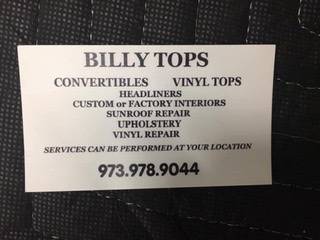 BILLY TOPS
CONVERTIBLES VINYL TOPS
HEADLINERS
CUSTOM or FACTORY INTERIORS
SUNROOF REPAIR
UPHOLSTERY
VINYL REPAIR
SERVICES CAN BE PERFORMED AT YOUR LOCATION
973.978.9044